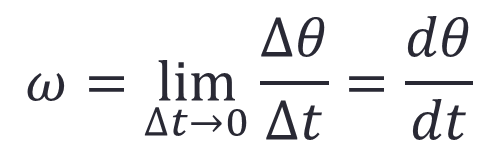 ω = lim_{Δt→0} Δθ/Δt = dθ/dt